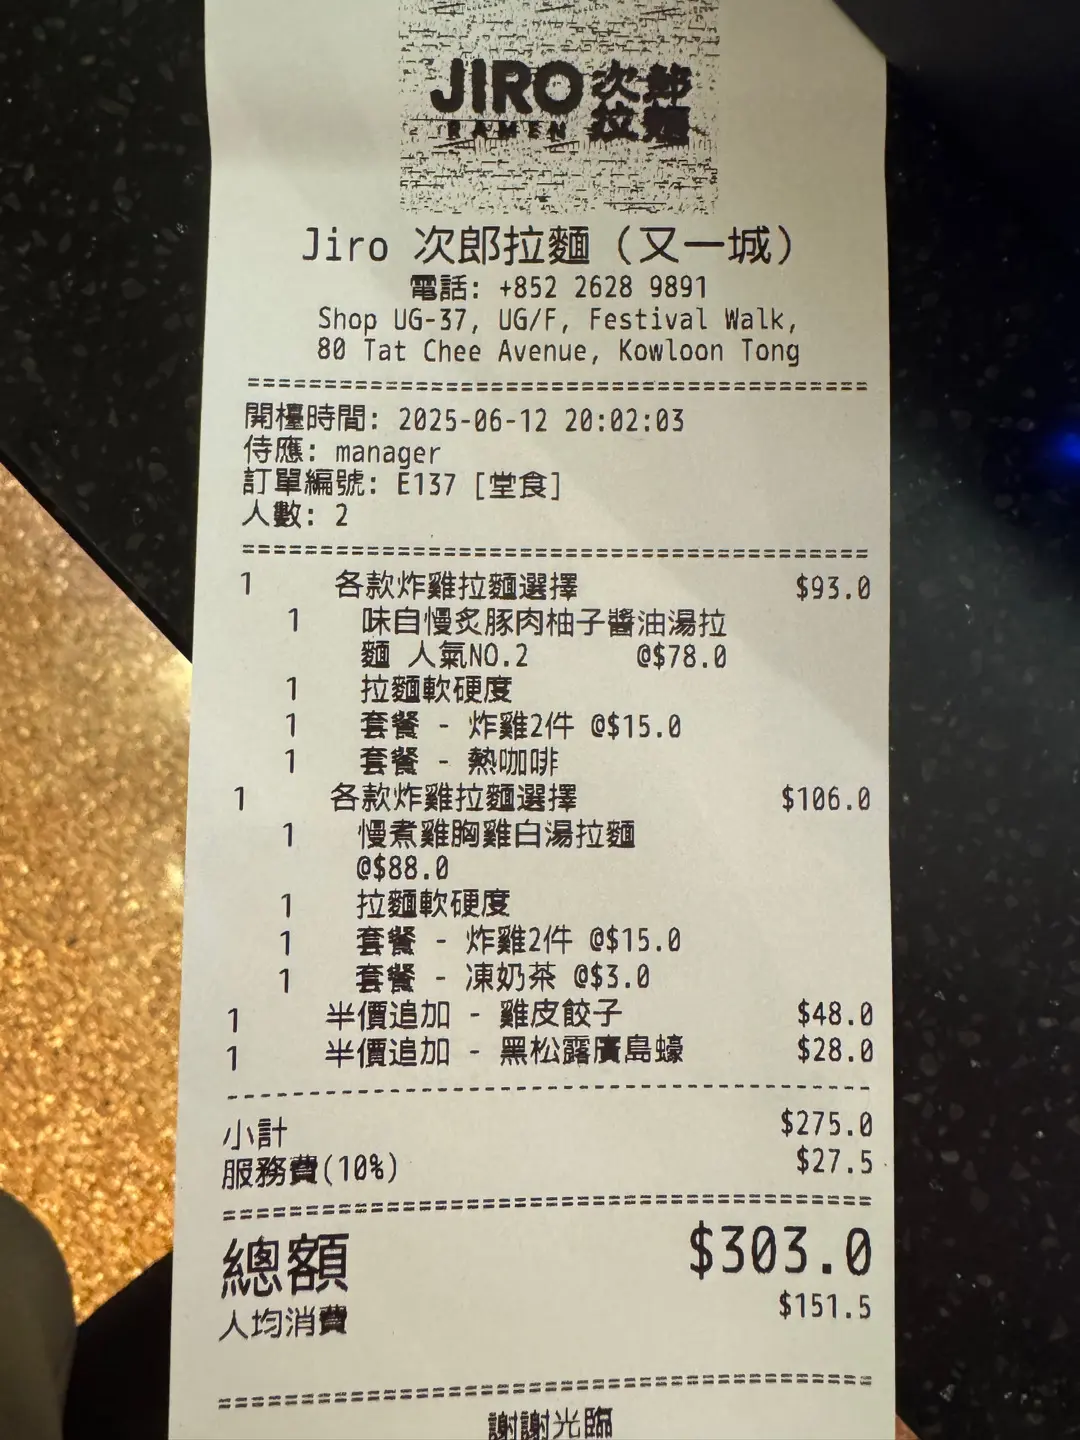 JIRO 次郎
RAMEN 拉麵
Jiro 次郎拉麵 (又一城)
電話: +852 2628 9891
Shop UG-37, UG/F, Festival Walk,
80 Tat Chee Avenue, Kowloon Tong
========================================
開檯時間: 2025-06-12 20:02:03
侍應: manager
訂單編號: E137 [堂食]
人數: 2
========================================
1 各款炸雞拉麵選擇 $93.0
1 味自慢炙豚肉柚子醬油湯拉
麵 人氣NO.2 @$78.0
1 拉麵軟硬度
1 套餐 - 炸雞2件 @$15.0
1 套餐 - 熱咖啡
1 各款炸雞拉麵選擇 $106.0
1 慢煮雞胸雞白湯拉麵
@$88.0
1 拉麵軟硬度
1 套餐 - 炸雞2件 @$15.0
1 套餐 - 凍奶茶 @$3.0
1 半價追加 - 雞皮餃子 $48.0
1 半價追加 - 黑松露廣島蠔 $28.0
----------------------------------------
小計 $275.0
服務費(10%) $27.5
========================================
總額 $303.0
人均消費 $151.5
========================================
謝謝光臨